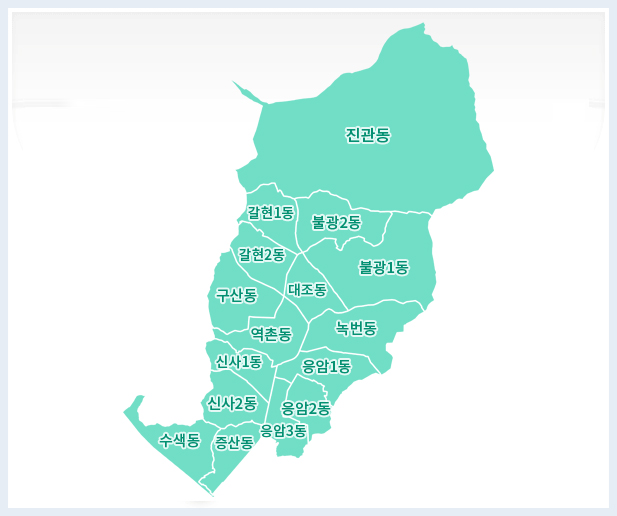 진관동
갈현1동
불광2동
갈현2동
불광1동
대조동
구산동
녹번동
역촌동
신사1동
응암1동
신사2동
응암2동
응암3동
수색동
증산동